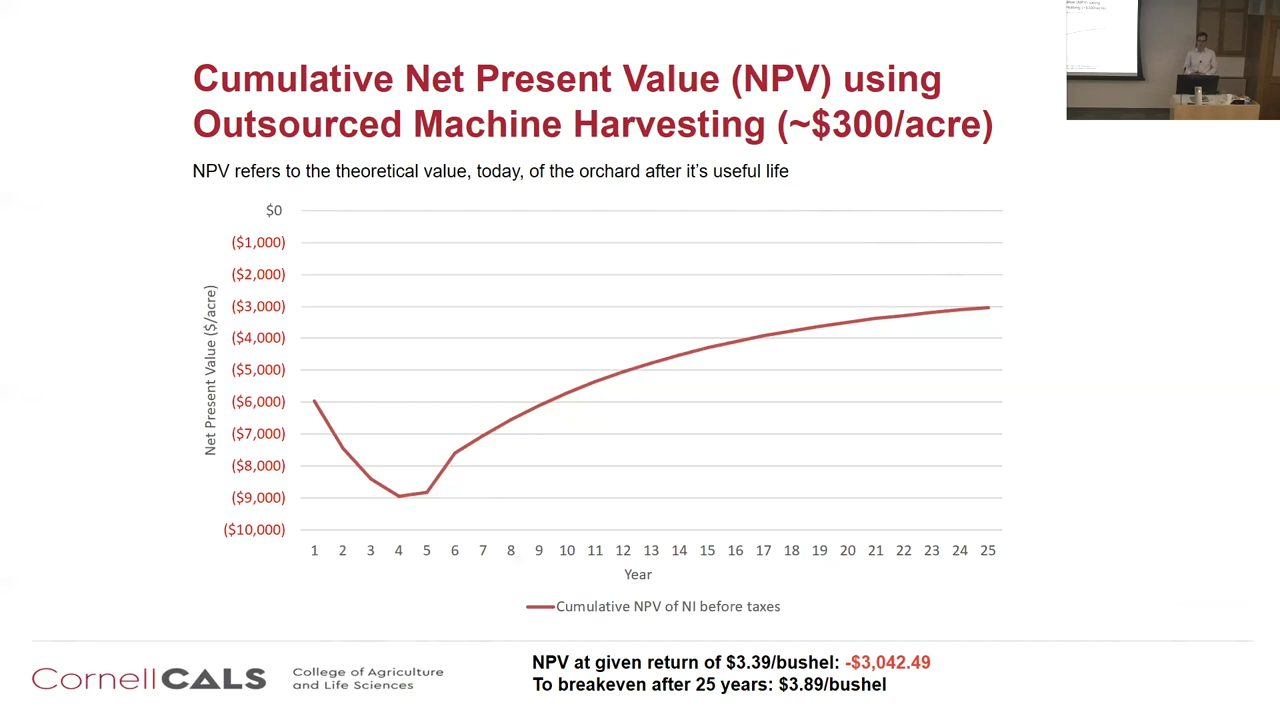 Cumulative Net Present Value (NPV) using
Outsourced Machine Harvesting (~$300/acre)
NPV refers to the theoretical value, today, of the orchard after it's useful life
$0
($1,000)
($2,000)
($3,000)
($4,000)
($5,000)
($6,000)
($7,000)
($8,000)
($9,000)
($10,000)
Net Present Value ($/acre)
1 2 3 4 5 6 7 8 9 10 11 12 13 14 15 16 17 18 19 20 21 22 23 24 25
Year
Cumulative NPV of NI before taxes
CornellCALS
College of Agriculture
and Life Sciences
NPV at given return of $3.39/bushel: -$3,042.49
To breakeven after 25 years: $3.89/bushel